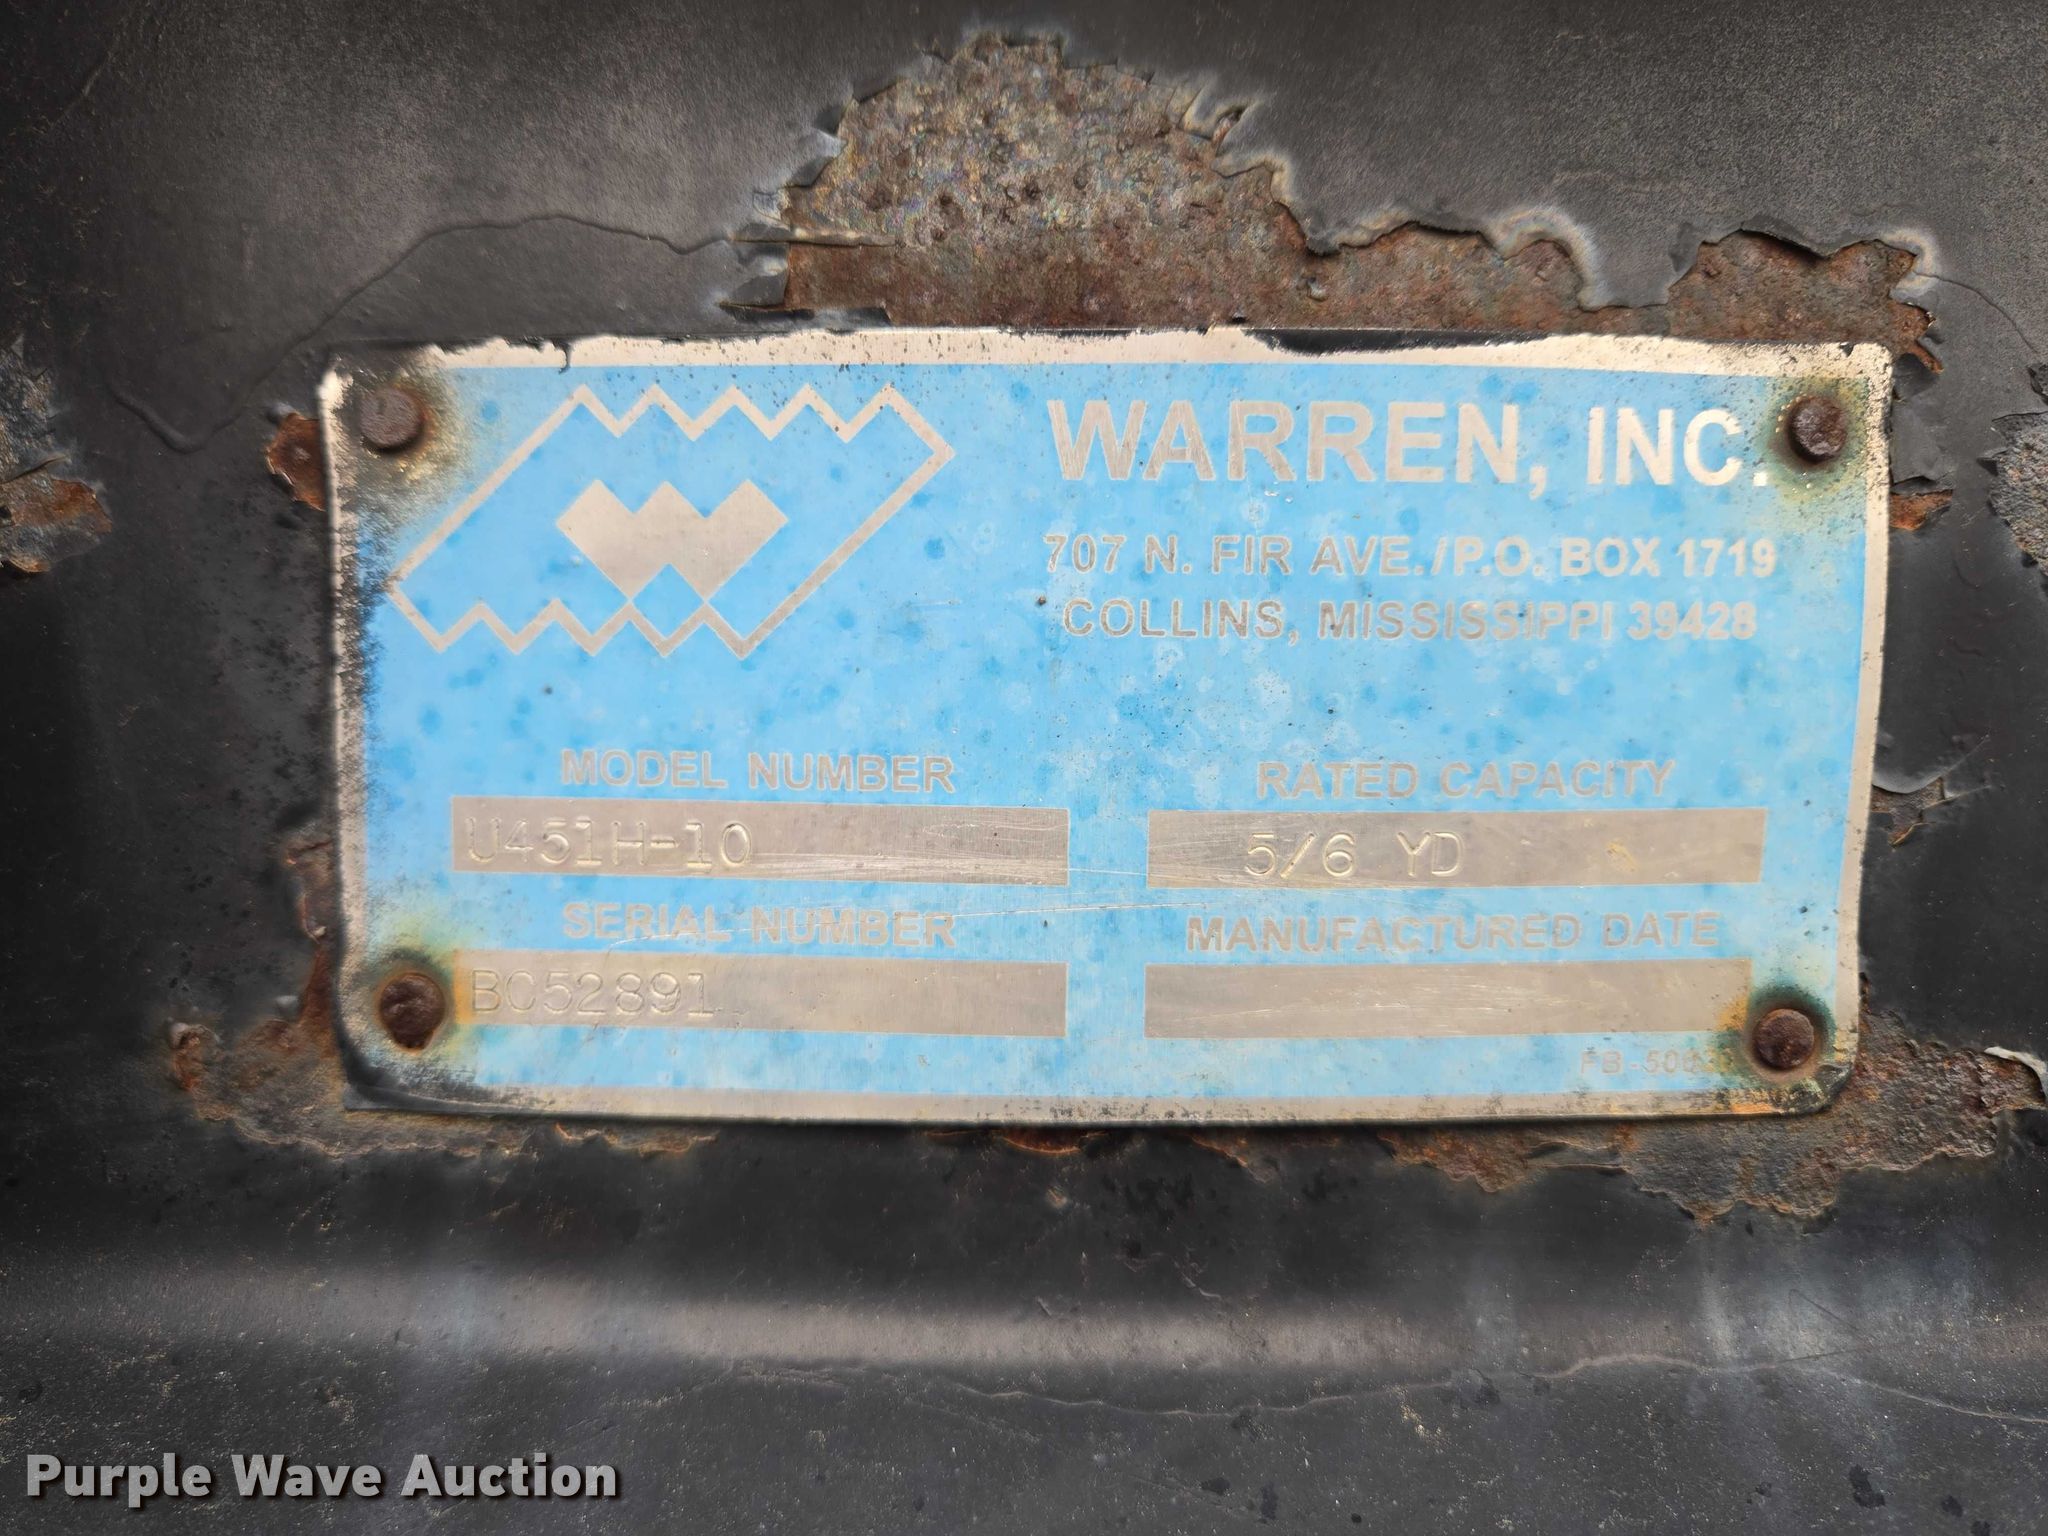 WARREN, INC.
707 N. FIR AVE./P.O. BOX 1719
COLLINS, MISSISSIPPI 39428
MODEL NUMBER
U451H-10
RATED CAPACITY
5/6 YD
SERIAL NUMBER
BC52891
MANUFACTURED DATE
Purple Wave Auction